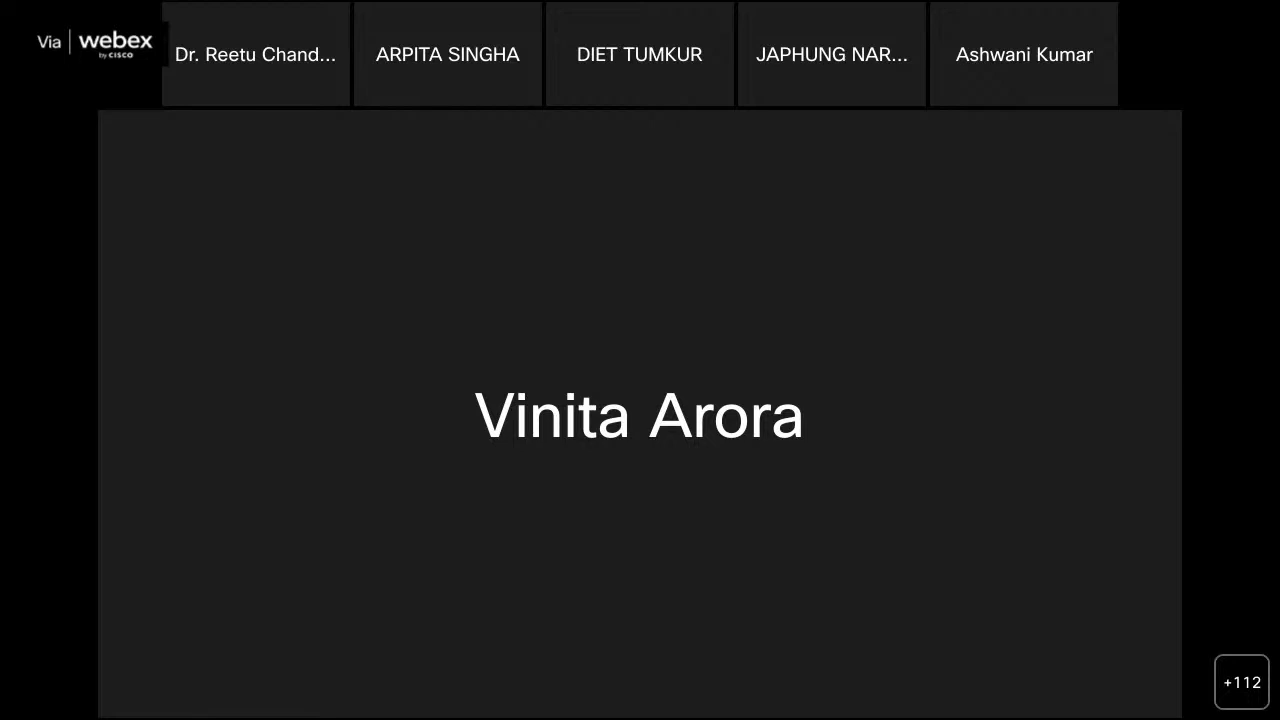 Via webex
by CISCO
Dr. Reetu Chand...
ARPITA SINGHA
DIET TUMKUR
JAPHUNG NAR...
Ashwani Kumar
Vinita Arora
+112